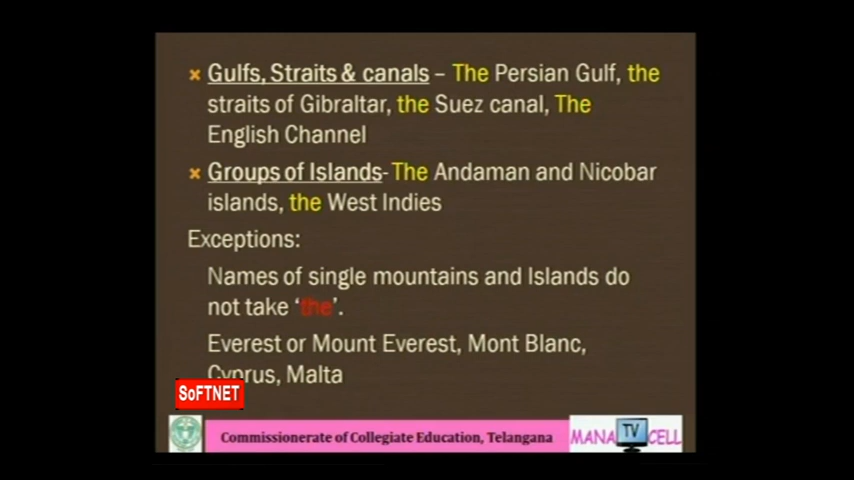 Gulfs, Straits & canals – The Persian Gulf, the
straits of Gibraltar, the Suez canal, The
English Channel
Groups of Islands- The Andaman and Nicobar
islands, the West Indies
Exceptions:
Names of single mountains and Islands do
not take ‘the’.
Everest or Mount Everest, Mont Blanc,
Cyprus, Malta
SoFTNET
Commissionerate of Collegiate Education, Telangana
MANA TV CELL